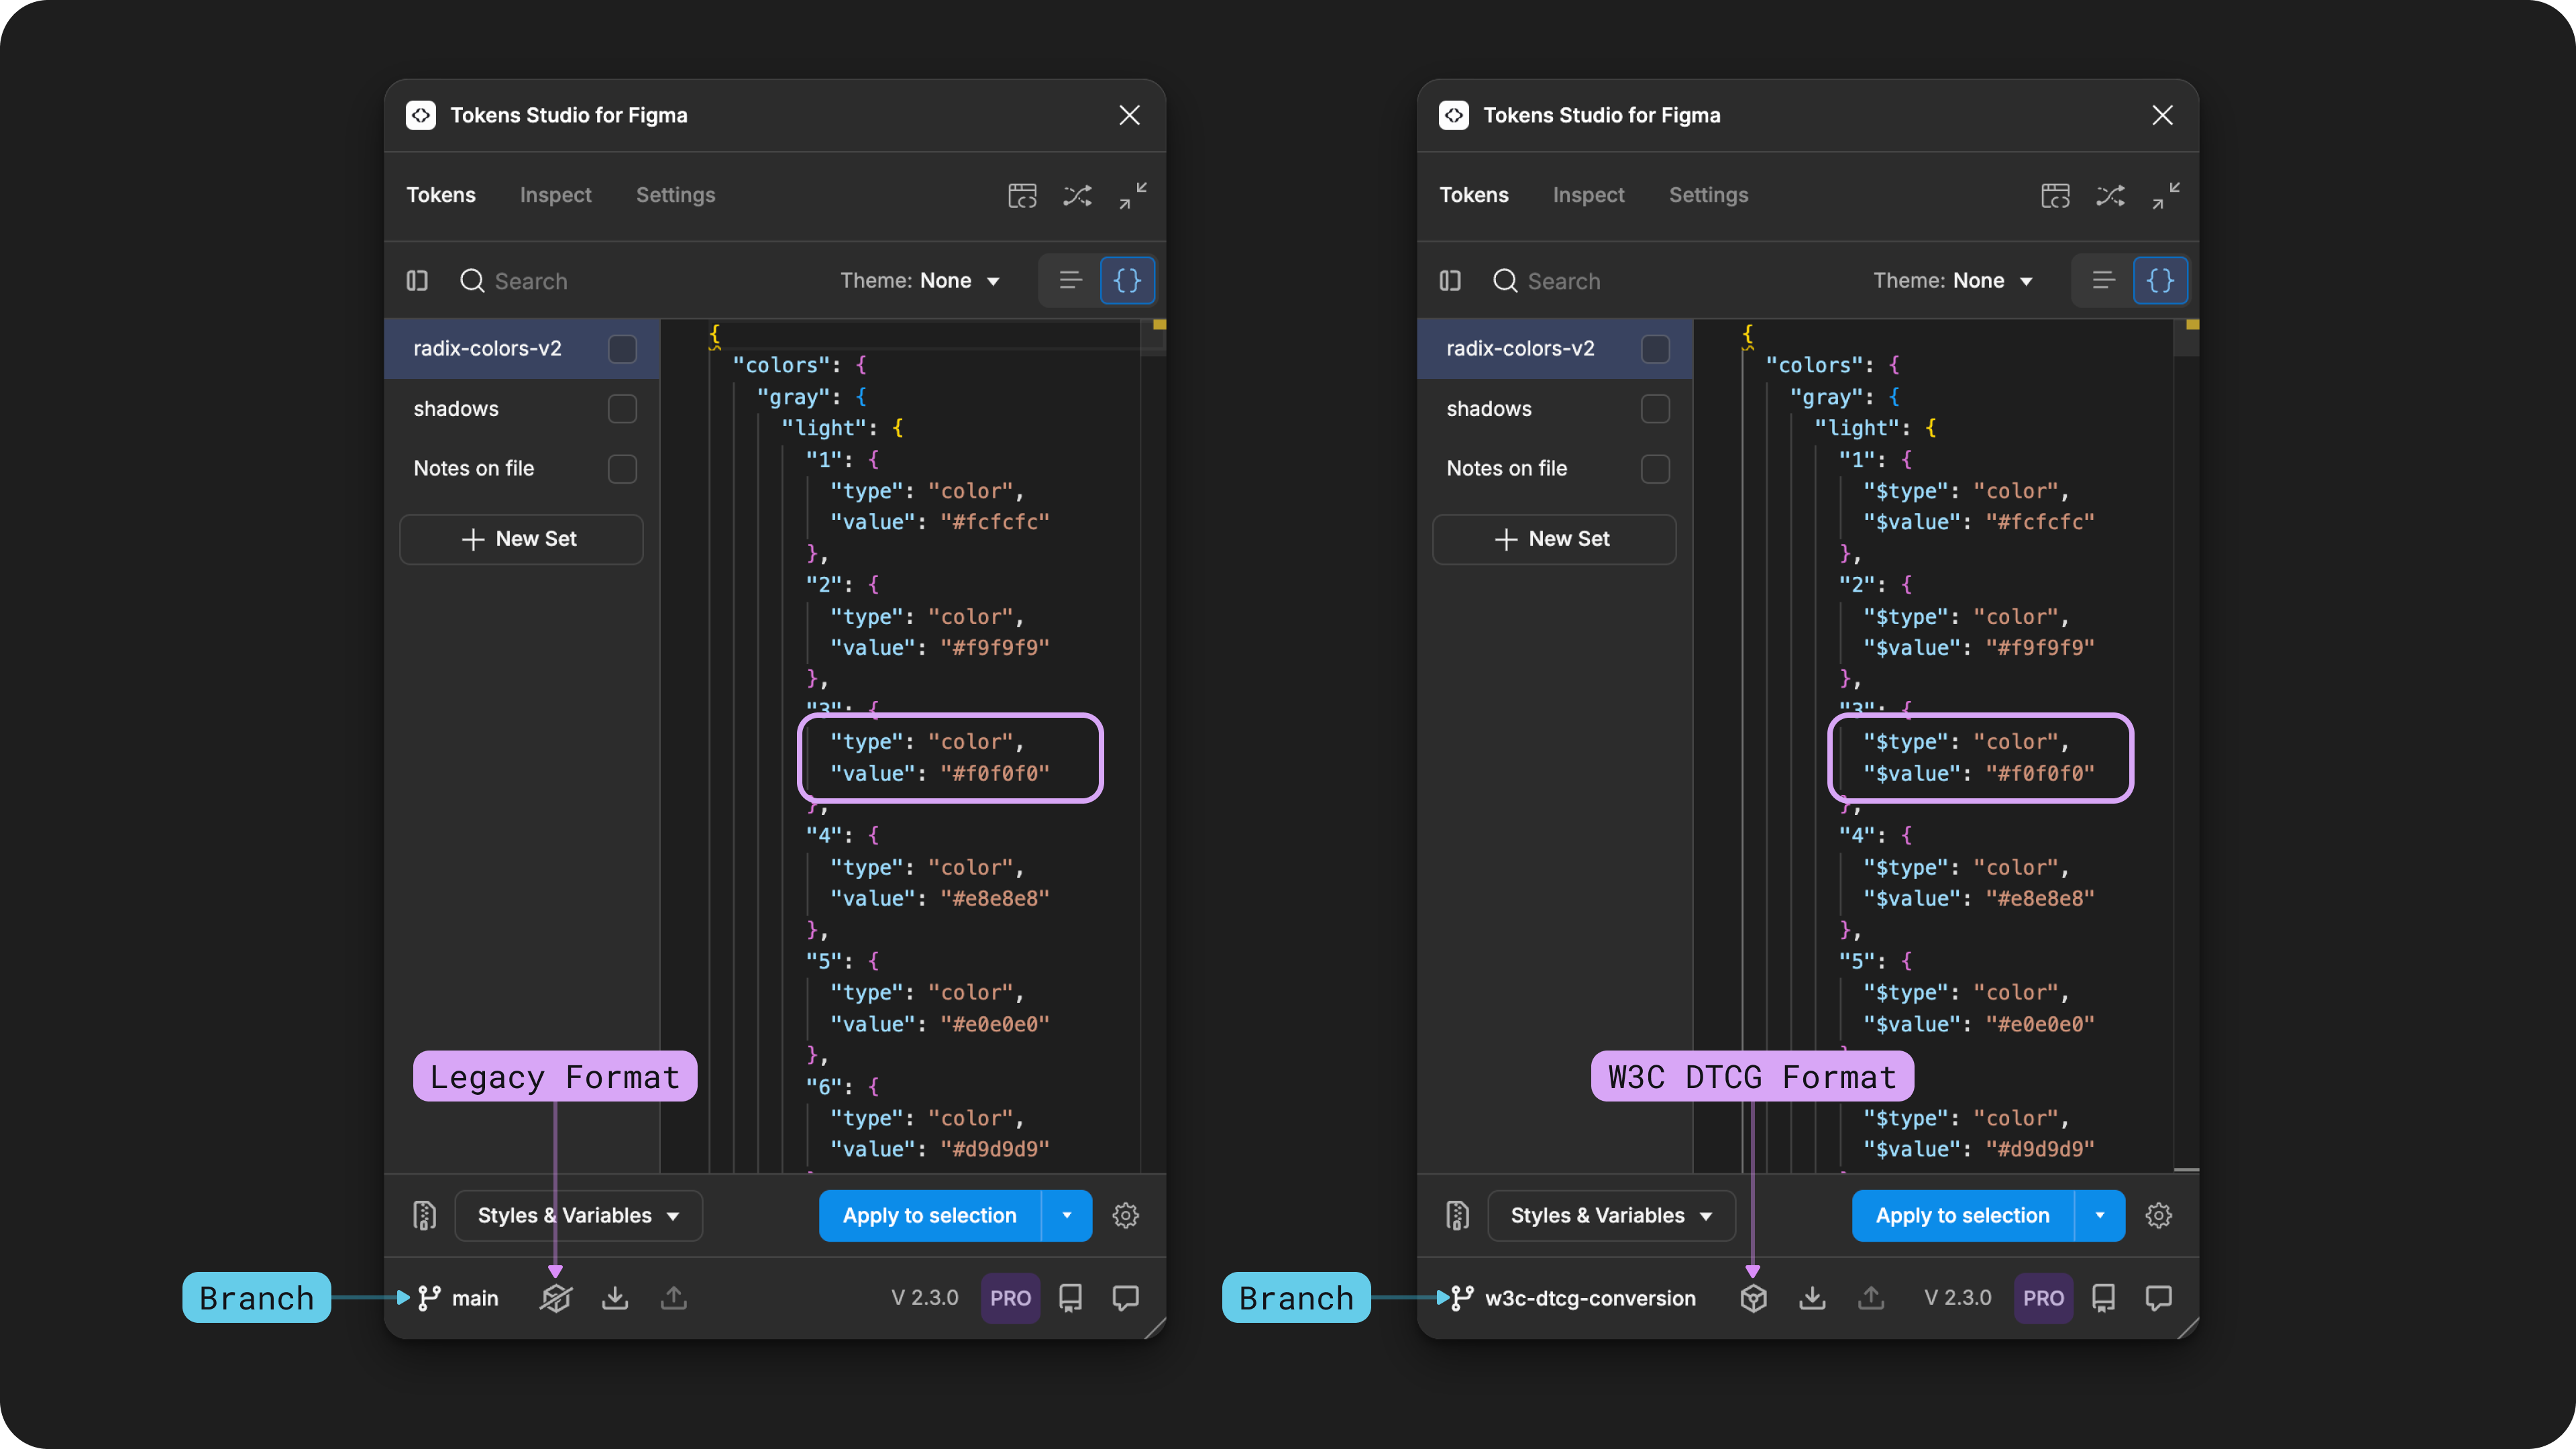 Tokens Studio for Figma
Tokens Inspect Settings
Search Theme: None {}
radix-colors-v2
shadows
Notes on file
+ New Set
{
"colors": {
"gray": {
"light": {
"1": {
"type": "color",
"value": "#fcfcfc"
},
"2": {
"type": "color",
"value": "#f9f9f9"
},
"3": {
"type": "color",
"value": "#f0f0f0"
},
"4": {
"type": "color",
"value": "#e8e8e8"
},
"5": {
"type": "color",
"value": "#e0e0e0"
},
"6": {
"type": "color",
"value": "#d9d9d9"
Legacy Format
Styles & Variables Apply to selection
Branch
main V 2.3.0 PRO
Tokens Studio for Figma
Tokens Inspect Settings
Search Theme: None {}
radix-colors-v2
shadows
Notes on file
+ New Set
{
"colors": {
"gray": {
"light": {
"1": {
"$type": "color",
"$value": "#fcfcfc"
},
"2": {
"$type": "color",
"$value": "#f9f9f9"
},
"3": {
"$type": "color",
"$value": "#f0f0f0"
},
"4": {
"$type": "color",
"$value": "#e8e8e8"
},
"5": {
"$type": "color",
"$value": "#e0e0e0"
"$type": "color",
"$value": "#d9d9d9"
W3C DTCG Format
Styles & Variables Apply to selection
Branch
w3c-dtcg-conversion V 2.3.0 PRO